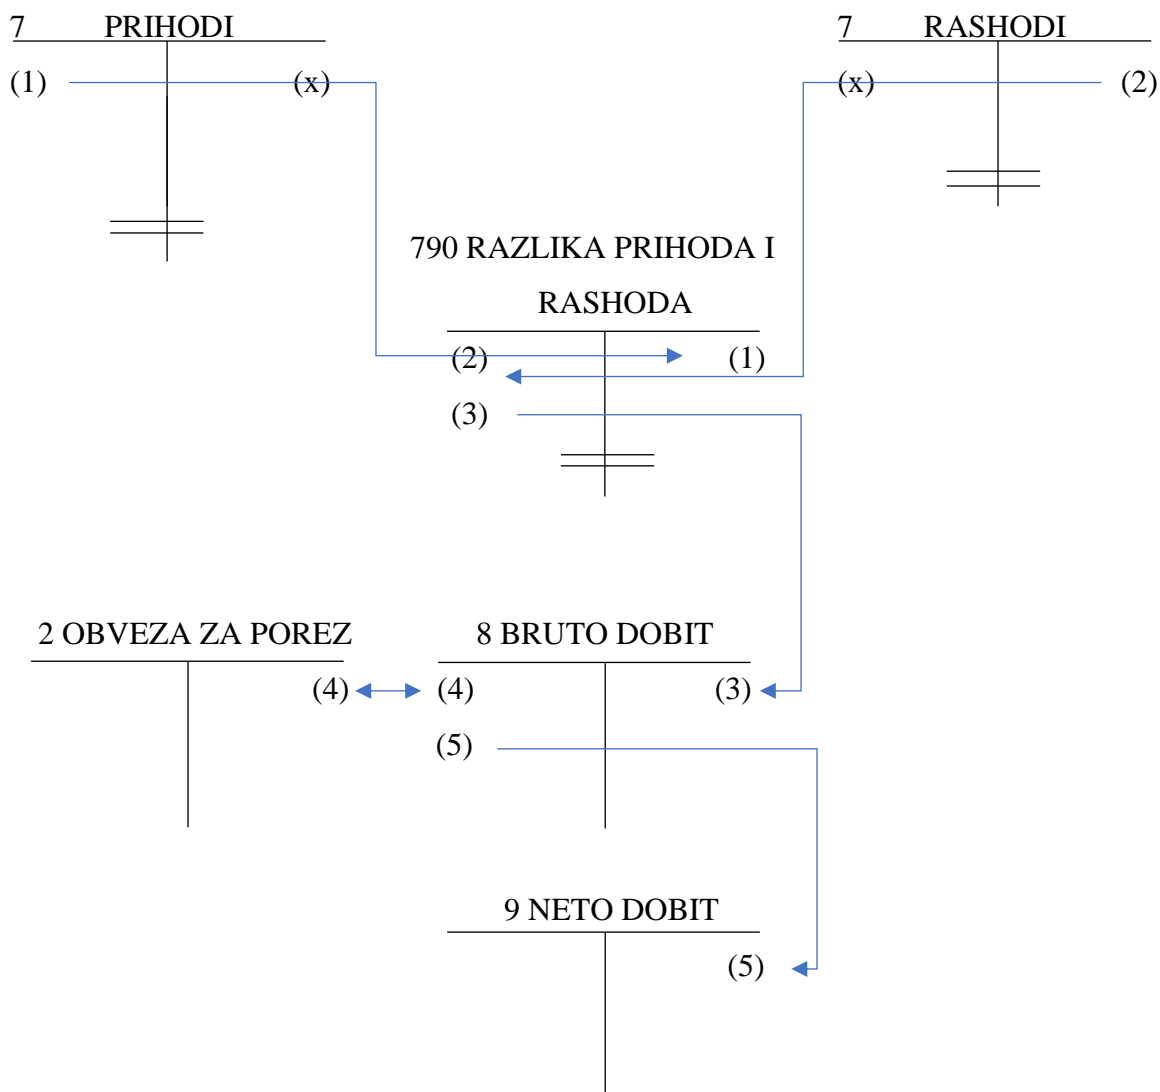 7 PRIHODI
7 RASHODI
(1) (x)
(x) (2)
790 RAZLIKA PRIHODA I
RASHODA
(2) (1)
(3)
2 OBVEZA ZA POREZ
8 BRUTO DOBIT
(4)
(4) (3)
(5)
9 NETO DOBIT
(5)